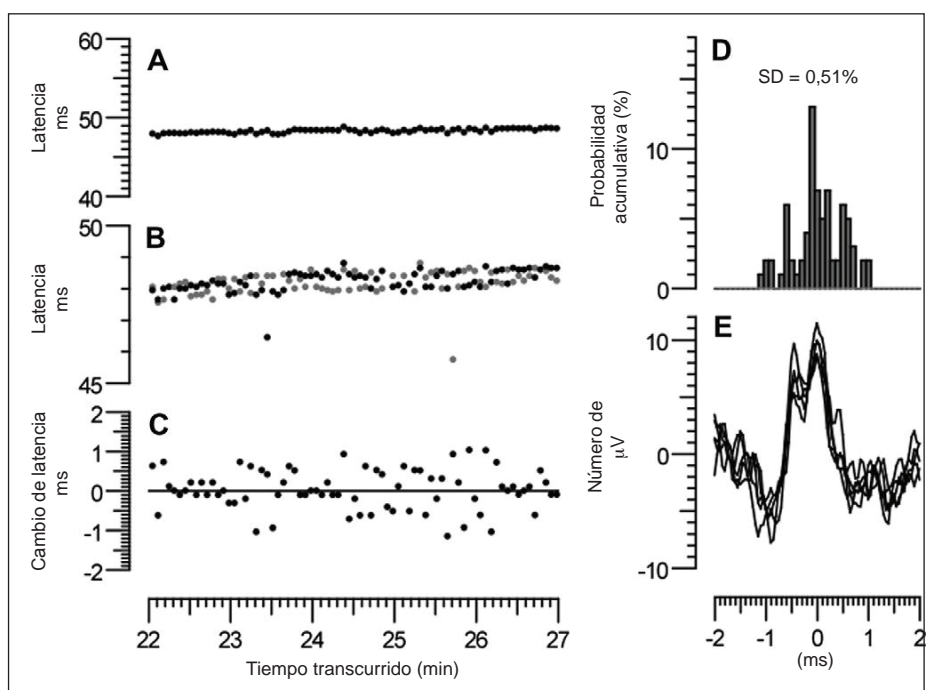 A
Latencia
ms
60
50
40
B
Latencia
ms
50
45
C
Cambio de latencia
ms
2
1
0
-1
-2
22 23 24 25 26 27
Tiempo transcurrido (min)
D
SD = 0,51%
Probabilidad
acumulativa (%)
10
0
E
Número de
μV
10
0
-10
-2 -1 0 1 2
(ms)